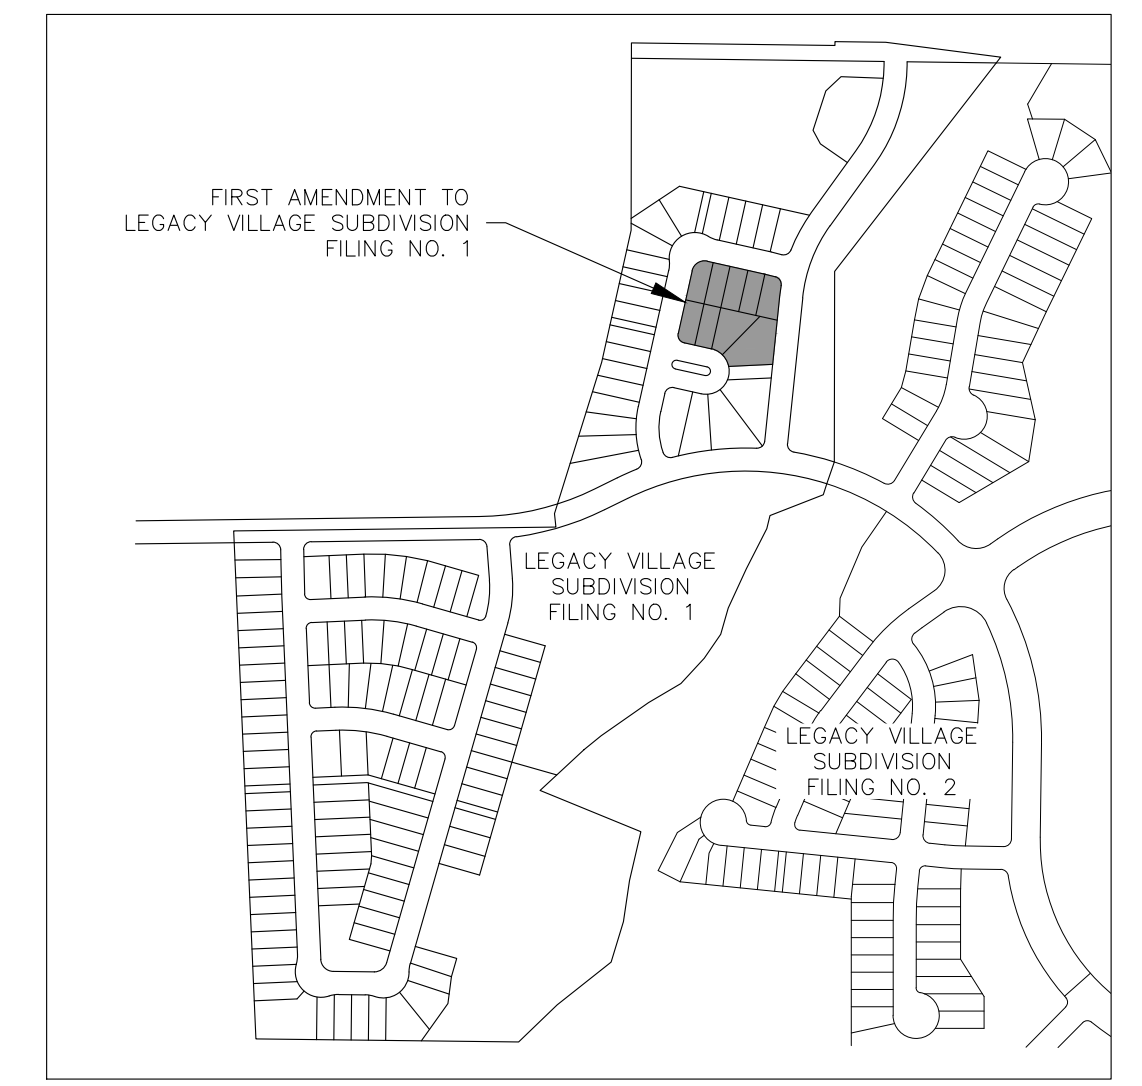 FIRST AMENDMENT TO
LEGACY VILLAGE SUBDIVISION
FILING NO. 1
LEGACY VILLAGE
SUBDIVISION
FILING NO. 1
LEGACY VILLAGE
SUBDIVISION
FILING NO. 2